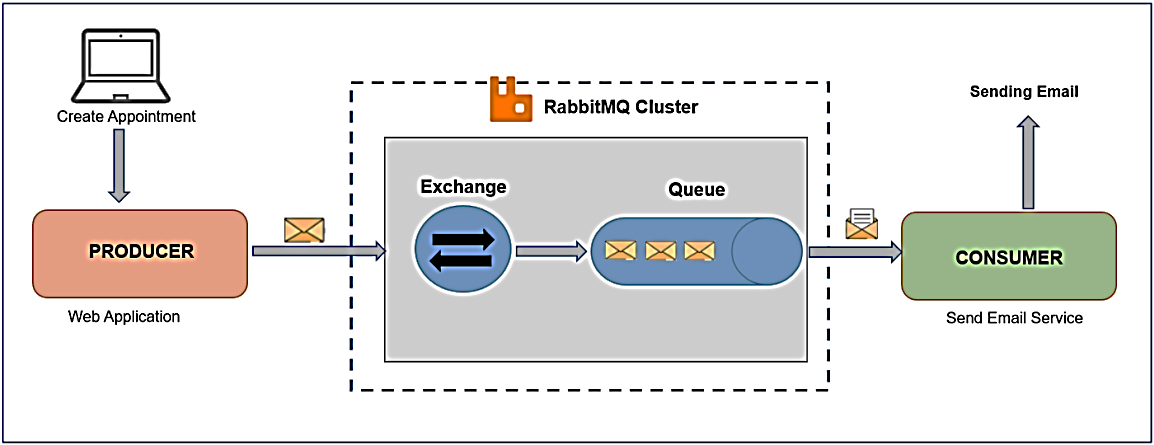 Create Appointment
PRODUCER
Web Application
RabbitMQ Cluster
Exchange
Queue
Sending Email
CONSUMER
Send Email Service